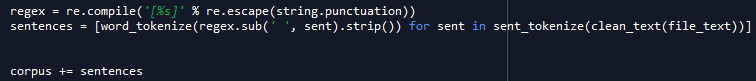 regex = re.compile('[%s]' % re.escape(string.punctuation))
sentences = [word_tokenize(regex.sub(' ', sent).strip()) for sent in sent_tokenize(clean_text(file_text))]
corpus += sentences